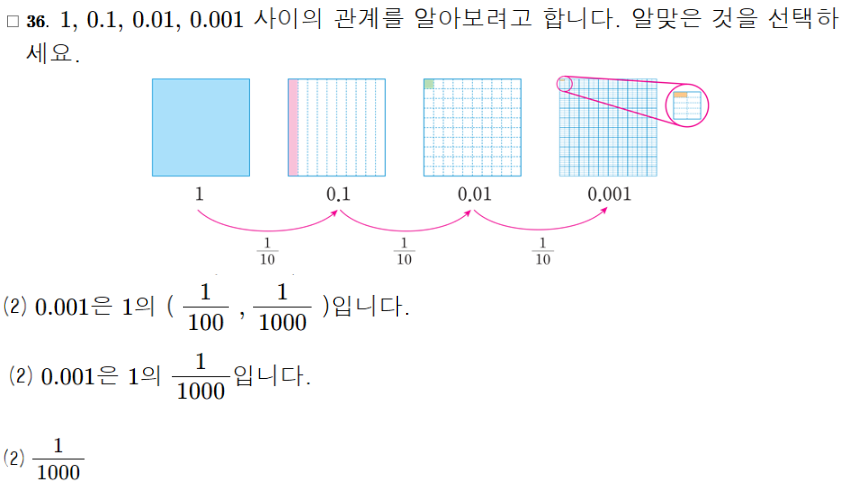 □ 36. 1, 0.1, 0.01, 0.001 사이의 관계를 알아보려고 합니다. 알맞은 것을 선택하
세요.
1 0.1 0.01 0.001
1/10 1/10 1/10
(2) 0.001은 1의 ( 1/100 , 1/1000 )입니다.
(2) 0.001은 1의 1/1000입니다.
(2) 1/1000